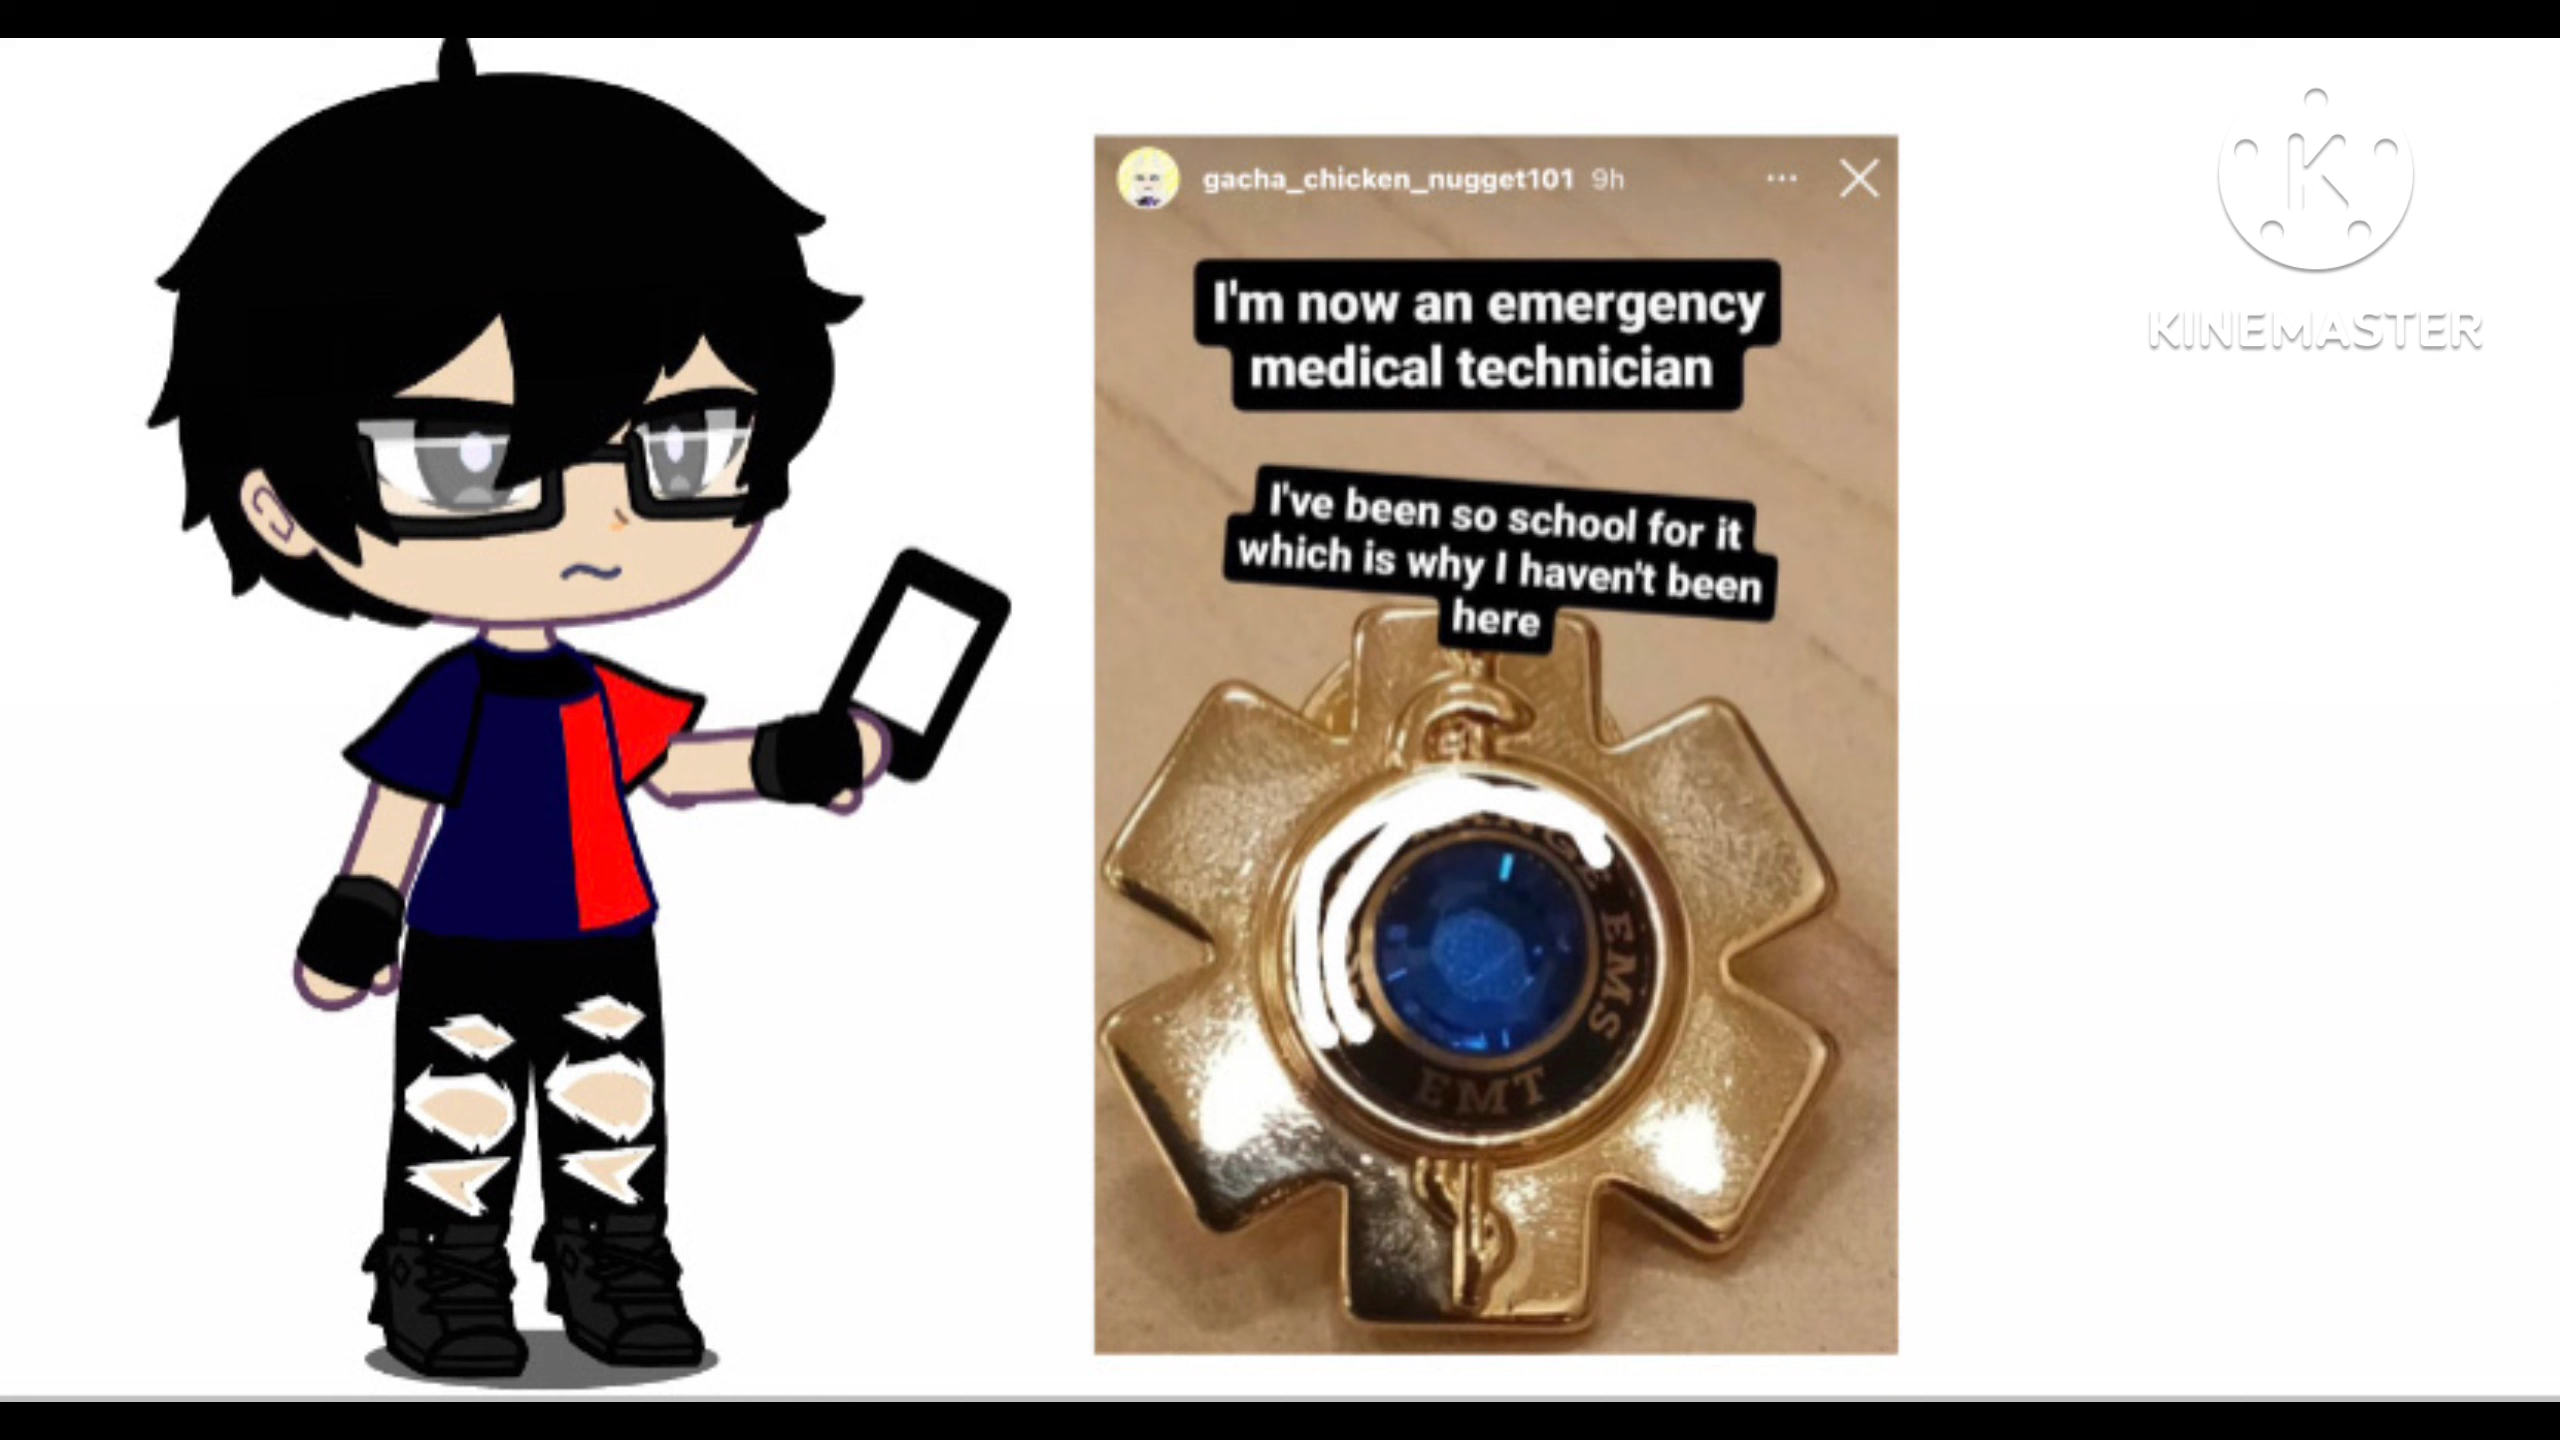 gacha_chicken_nugget101 9h
I'm now an emergency
medical technician
I've been so school for it
which is why I haven't been
here
EMS
EMT
K
KINEMASTER